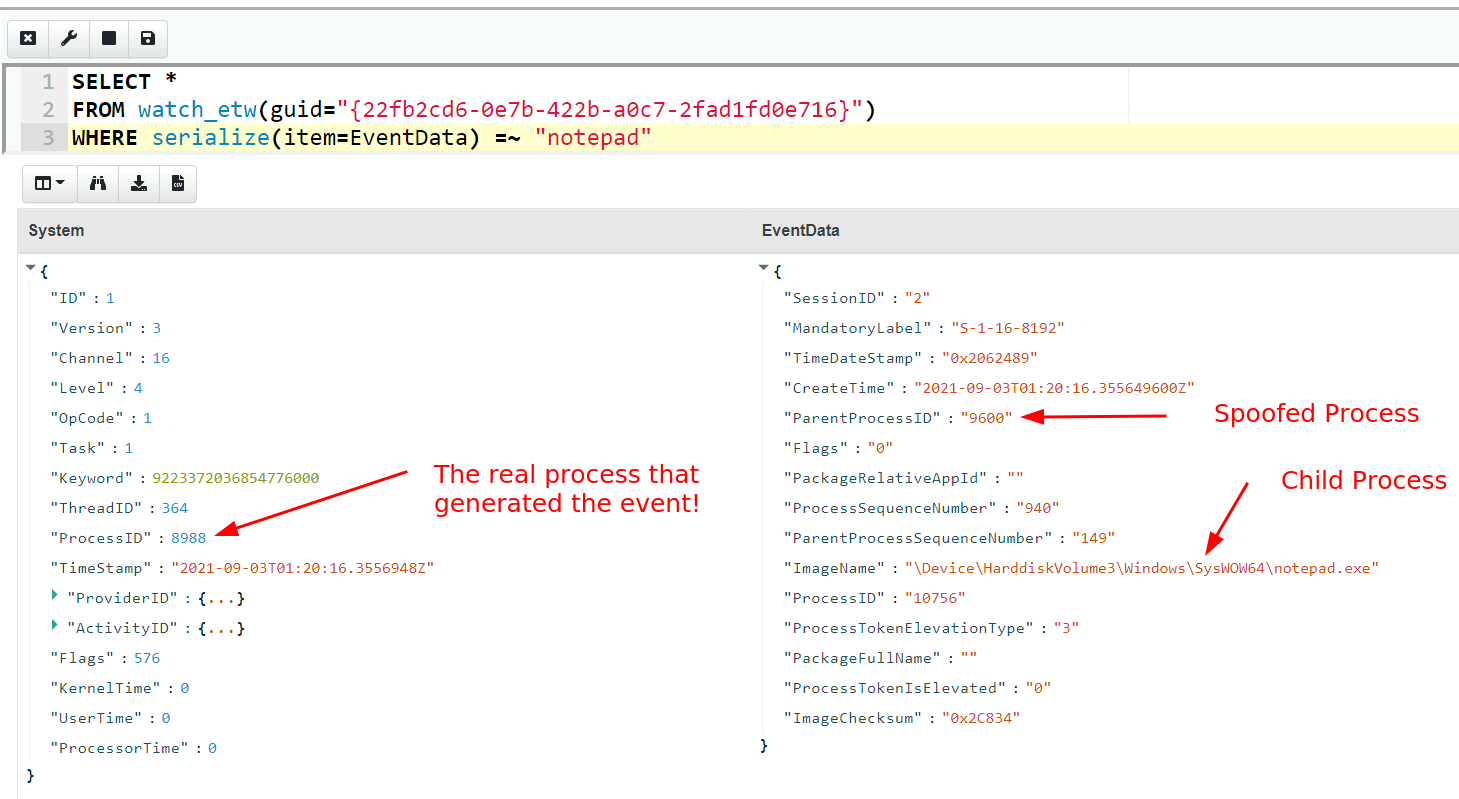 1 SELECT *
2 FROM watch_etw(guid="{22fb2cd6-0e7b-422b-a0c7-2fad1fd0e716}")
3 WHERE serialize(item=EventData) =~ "notepad"
CSV
System
{
"ID" : 1
"Version" : 3
"Channel" : 16
"Level" : 4
"OpCode" : 1
"Task" : 1
"Keyword" : 9223372036854776000
"ThreadID" : 364
"ProcessID" : 8988
"TimeStamp" : "2021-09-03T01:20:16.3556948Z"
"ProviderID" : {...}
"ActivityID" : {...}
"Flags" : 576
"KernelTime" : 0
"UserTime" : 0
"ProcessorTime" : 0
}
The real process that
generated the event!
EventData
{
"SessionID" : "2"
"MandatoryLabel" : "S-1-16-8192"
"TimeDateStamp" : "0x2062489"
"CreateTime" : "2021-09-03T01:20:16.355649600Z"
"ParentProcessID" : "9600"
"Flags" : "0"
"PackageRelativeAppId" : ""
"ProcessSequenceNumber" : "940"
"ParentProcessSequenceNumber" : "149"
"ImageName" : "\Device\HarddiskVolume3\Windows\SysWOW64\notepad.exe"
"ProcessID" : "10756"
"ProcessTokenElevationType" : "3"
"PackageFullName" : ""
"ProcessTokenIsElevated" : "0"
"ImageChecksum" : "0x2C834"
}
Spoofed Process
Child Process